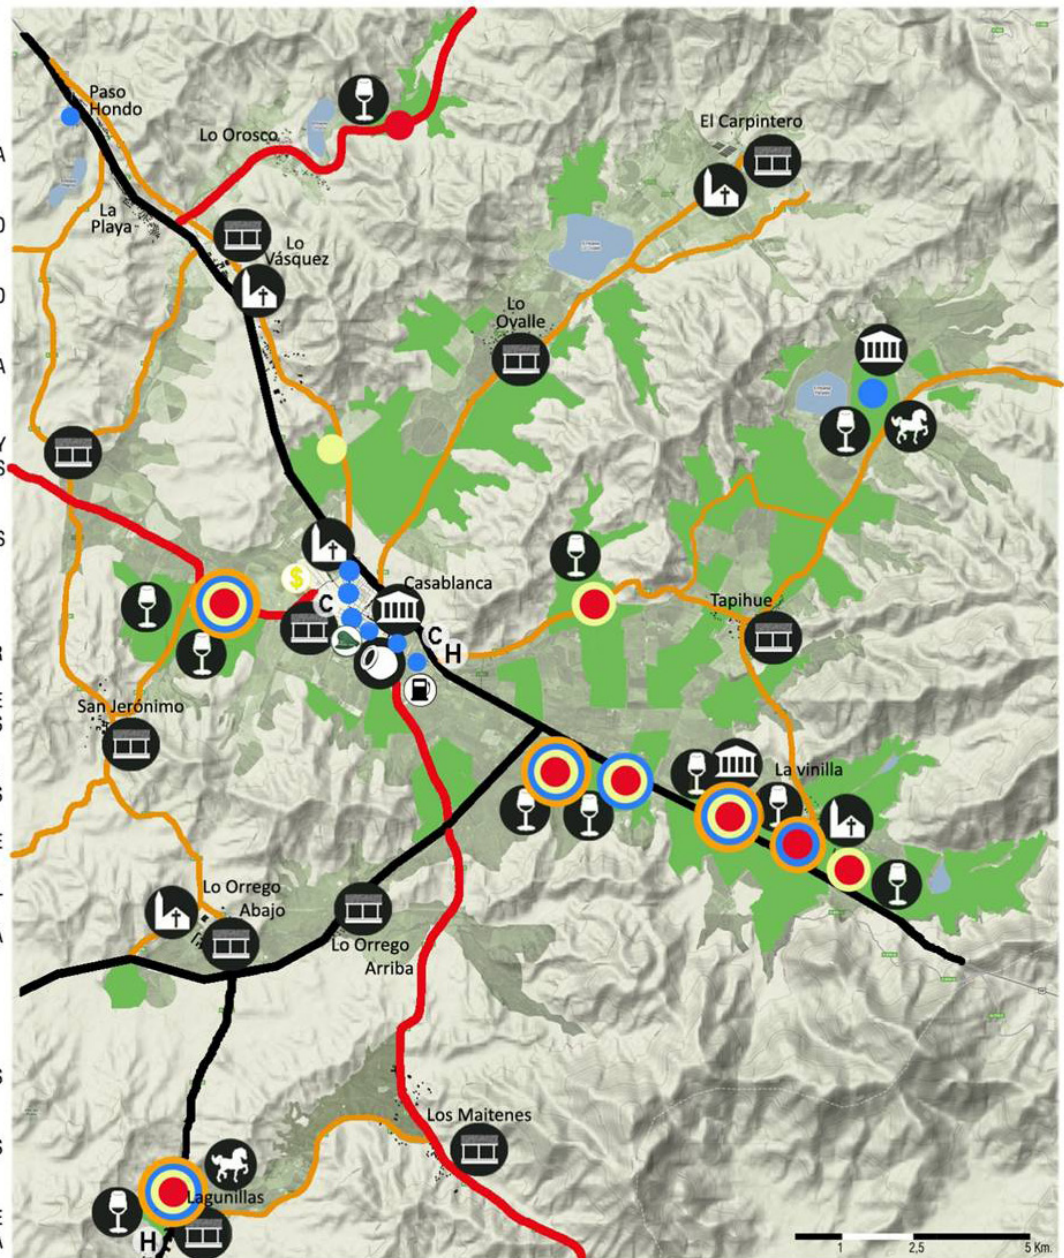 Paso
Hondo
Lo Orosco
El Carpintero
La
Playa
Lo
Vásquez
Lo
Ovalle
$
Casablanca
C
C
H
Tapihue
San Jerónimo
La vinilla
Lo Orrego
Abajo
Lo Orrego
Arriba
Los Maitenes
Lagunillas
H
1
2,5
5 Km.